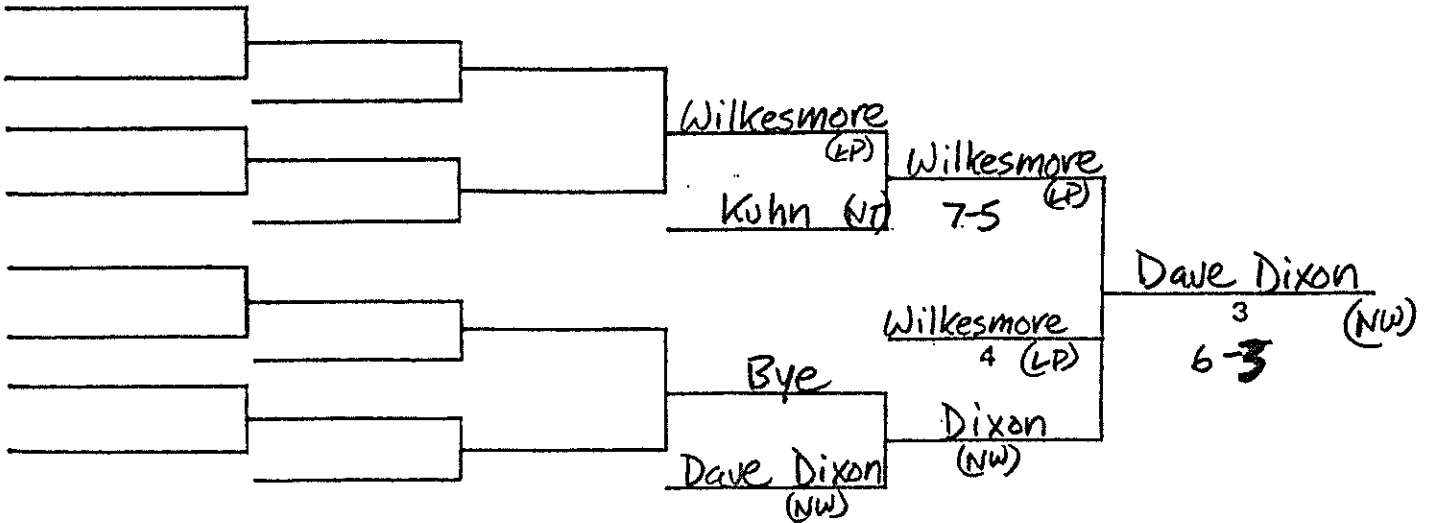 Wilkesmore
(LP)
Wilkesmore
(LP)
Kuhn (NT)
7-5
Dave Dixon
3
(NW)
Wilkesmore
4 (LP)
6-3
Bye
Dixon
(NW)
Dave Dixon
(NW)